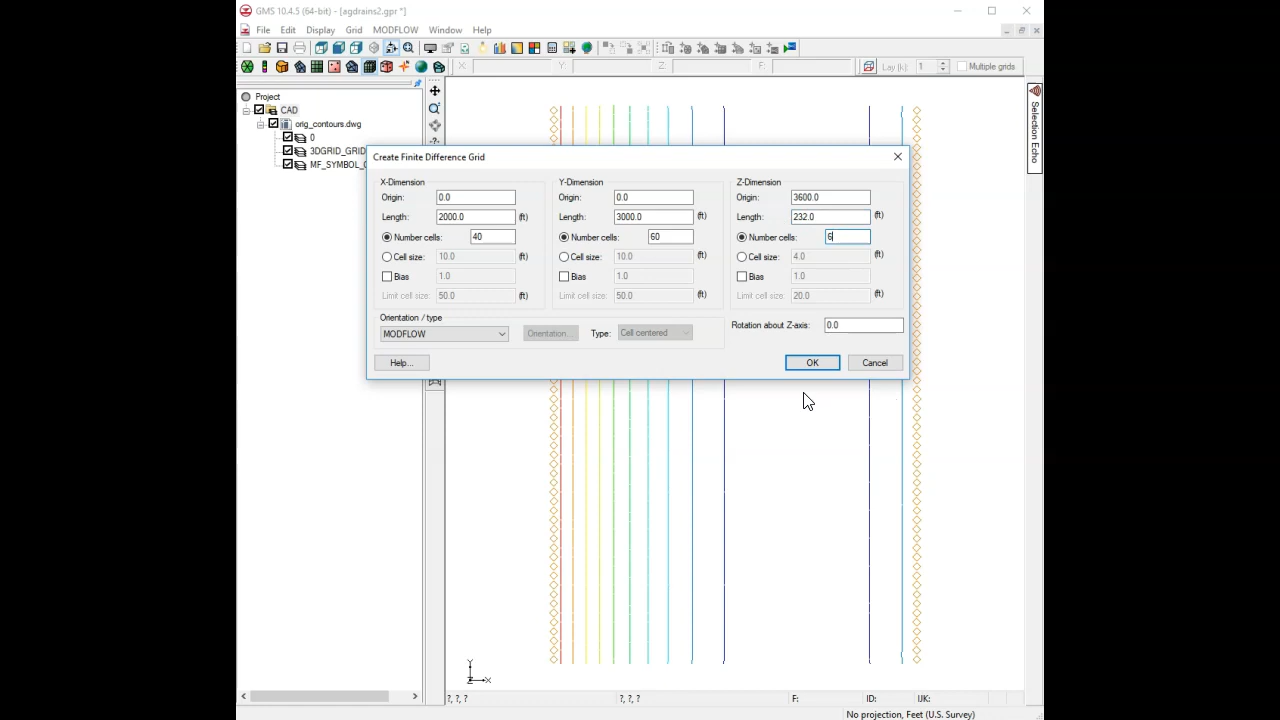 GMS 10.4.5 (64-bit) - [agdrains2.gpr *]
File Edit Display Grid MODFLOW Window Help
X: Y: Z: F: Lay (k): 1 Multiple grids
Project
CAD
orig_contours.dwg
0
3DGRID_GRID
MF_SYMBOL_
Selection Echo
Create Finite Difference Grid
X-Dimension Y-Dimension Z-Dimension
Origin: 0.0 Origin: 0.0 Origin: 3600.0
Length: 2000.0 (ft) Length: 3000.0 (ft) Length: 232.0 (ft)
Number cells: 40 Number cells: 60 Number cells: 6
Cell size: 10.0 (ft) Cell size: 10.0 (ft) Cell size: 4.0 (ft)
Bias 1.0 Bias 1.0 Bias 1.0
Limit cell size: 50.0 (ft) Limit cell size: 50.0 (ft) Limit cell size 20.0 (ft)
Orientation / type
MODFLOW Orientation... Type: Cell centered Rotation about Z-axis: 0.0
Help... OK Cancel
Y
Z X
?, ?, ? ?, ?, ? F: ID: IJK:
No projection, Feet (U.S. Survey)